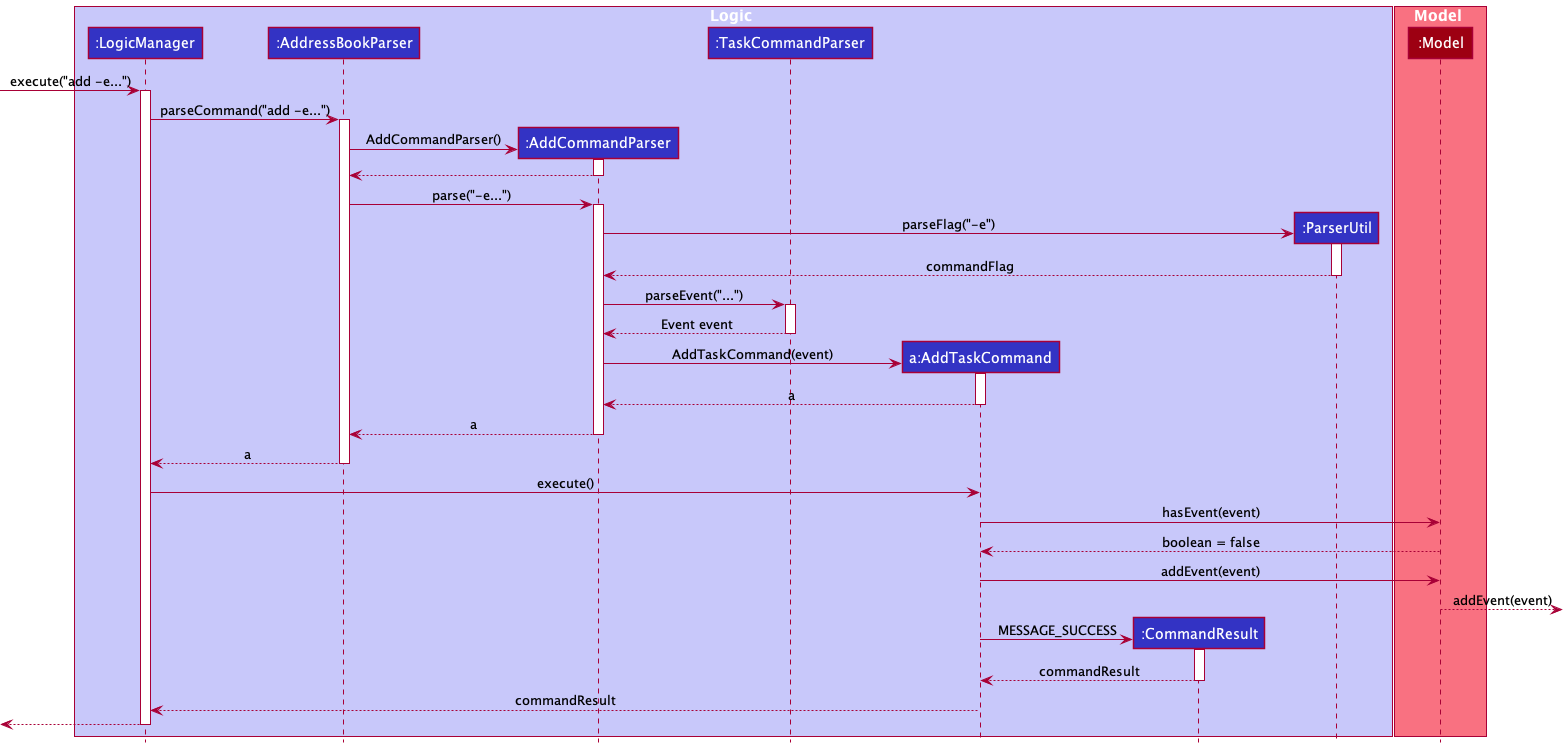 Logic
Model
:LogicManager
:AddressBookParser
:TaskCommandParser
:Model
execute("add -e...")
parseCommand("add -e...")
AddCommandParser()
:AddCommandParser
parse("-e...")
parseFlag("-e")
:ParserUtil
commandFlag
parseEvent("...")
Event event
AddTaskCommand(event)
a:AddTaskCommand
a
a
a
execute()
hasEvent(event)
boolean = false
addEvent(event)
addEvent(event)
MESSAGE_SUCCESS
:CommandResult
commandResult
commandResult